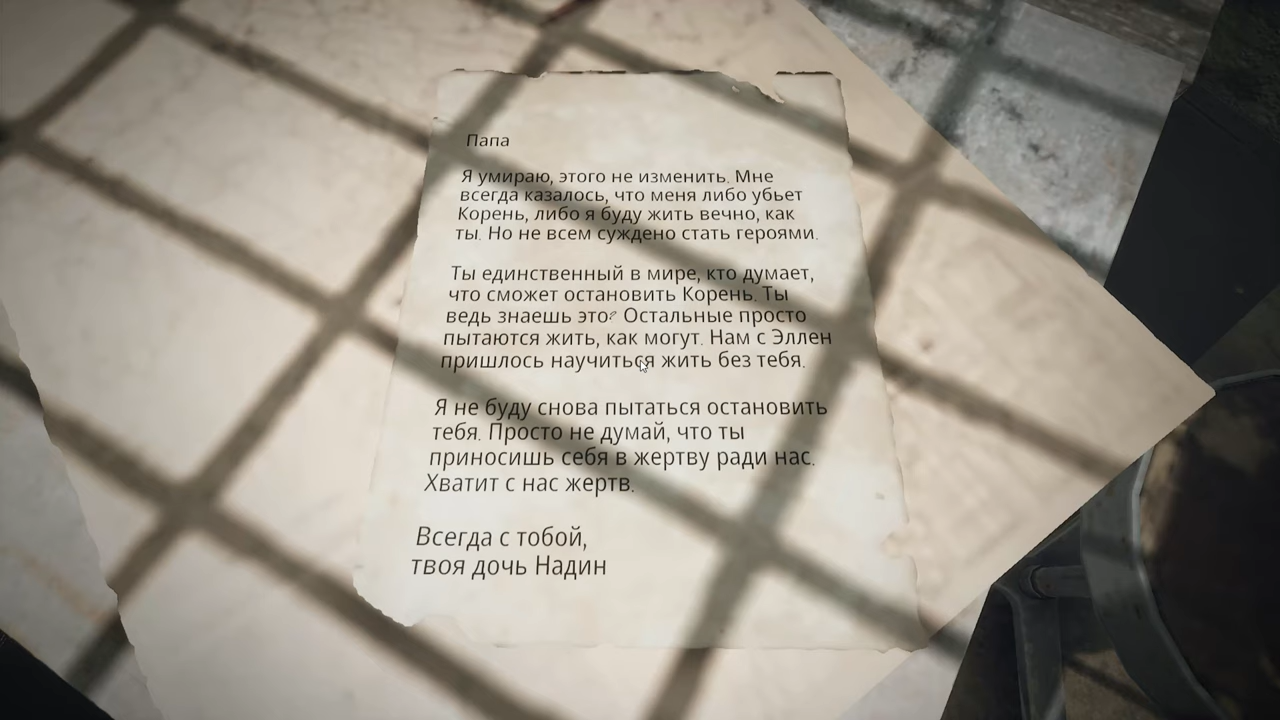 Папа
Я умираю, этого не изменить. Мне
всегда казалось, что меня либо убьет
Корень, либо я буду жить вечно, как
ты. Но не всем суждено стать героями.
Ты единственный в мире, кто думает,
что сможет остановить Корень. Ты
ведь знаешь это? Остальные просто
пытаются жить, как могут. Нам с Эллен
пришлось научиться жить без тебя.
Я не буду снова пытаться остановить
тебя. Просто не думай, что ты
приносишь себя в жертву ради нас.
Хватит с нас жертв.
Всегда с тобой,
твоя дочь Надин